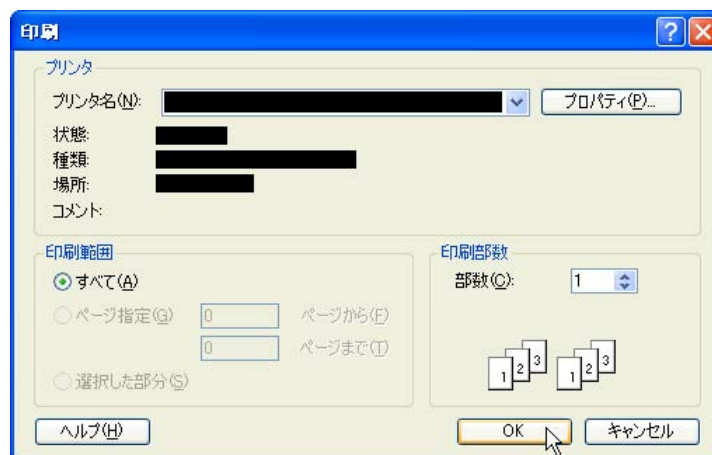 印刷
プリンタ
プリンタ名(N):
プロパティ(P)...
状態:
種類:
場所:
コメント:
印刷範囲
すべて(A)
ページ指定(G) 0 ページから(F)
0 ページまで(T)
選択した部分(S)
印刷部数
部数(C): 1
1 2 3 1 2 3
ヘルプ(H)
OK
キャンセル